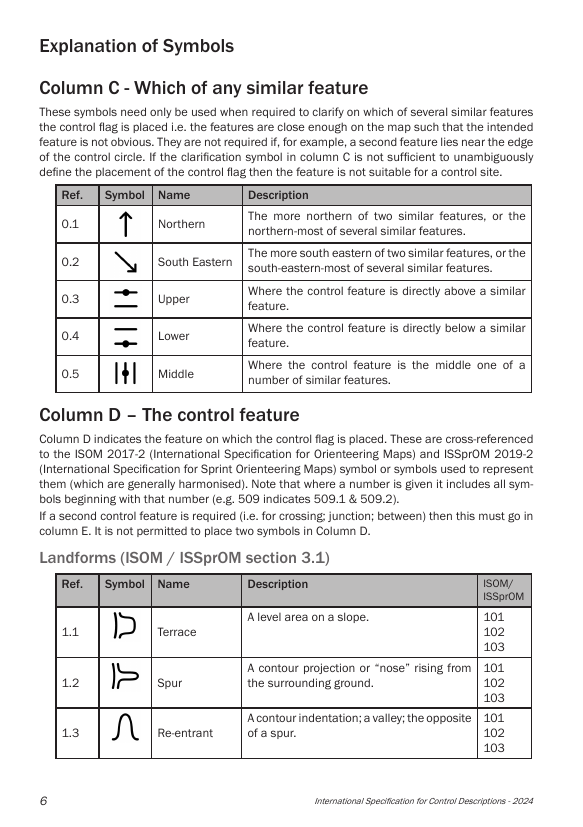 Explanation of Symbols
Column C - Which of any similar feature
These symbols need only be used when required to clarify on which of several similar features
the control flag is placed i.e. the features are close enough on the map such that the intended
feature is not obvious. They are not required if, for example, a second feature lies near the edge
of the control circle. If the clarification symbol in column C is not sufficient to unambiguously
define the placement of the control flag then the feature is not suitable for a control site.
Ref. Symbol Name Description
0.1 Northern The more northern of two similar features, or the
northern-most of several similar features.
0.2 South Eastern The more south eastern of two similar features, or the
south-eastern-most of several similar features.
0.3 Upper Where the control feature is directly above a similar
feature.
0.4 Lower Where the control feature is directly below a similar
feature.
0.5 Middle Where the control feature is the middle one of a
number of similar features.
Column D – The control feature
Column D indicates the feature on which the control flag is placed. These are cross-referenced
to the ISOM 2017-2 (International Specification for Orienteering Maps) and ISSprOM 2019-2
(International Specification for Sprint Orienteering Maps) symbol or symbols used to represent
them (which are generally harmonised). Note that where a number is given it includes all sym-
bols beginning with that number (e.g. 509 indicates 509.1 & 509.2).
If a second control feature is required (i.e. for crossing; junction; between) then this must go in
column E. It is not permitted to place two symbols in Column D.
Landforms (ISOM / ISSprOM section 3.1)
Ref. Symbol Name Description ISOM/
ISSprOM
1.1 Terrace A level area on a slope. 101
102
103
1.2 Spur A contour projection or “nose” rising from 101
the surrounding ground. 102
103
1.3 Re-entrant A contour indentation; a valley; the opposite 101
of a spur. 102
103
6 International Specification for Control Descriptions - 2024